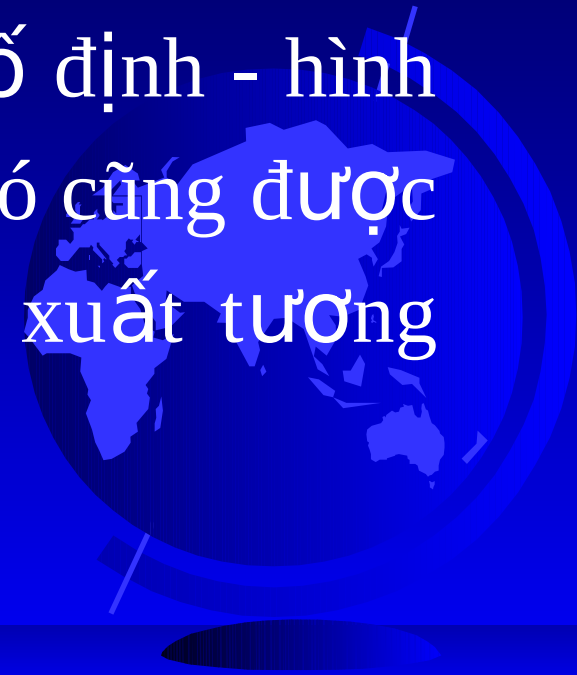 định - hình
cũng được
xuất tương